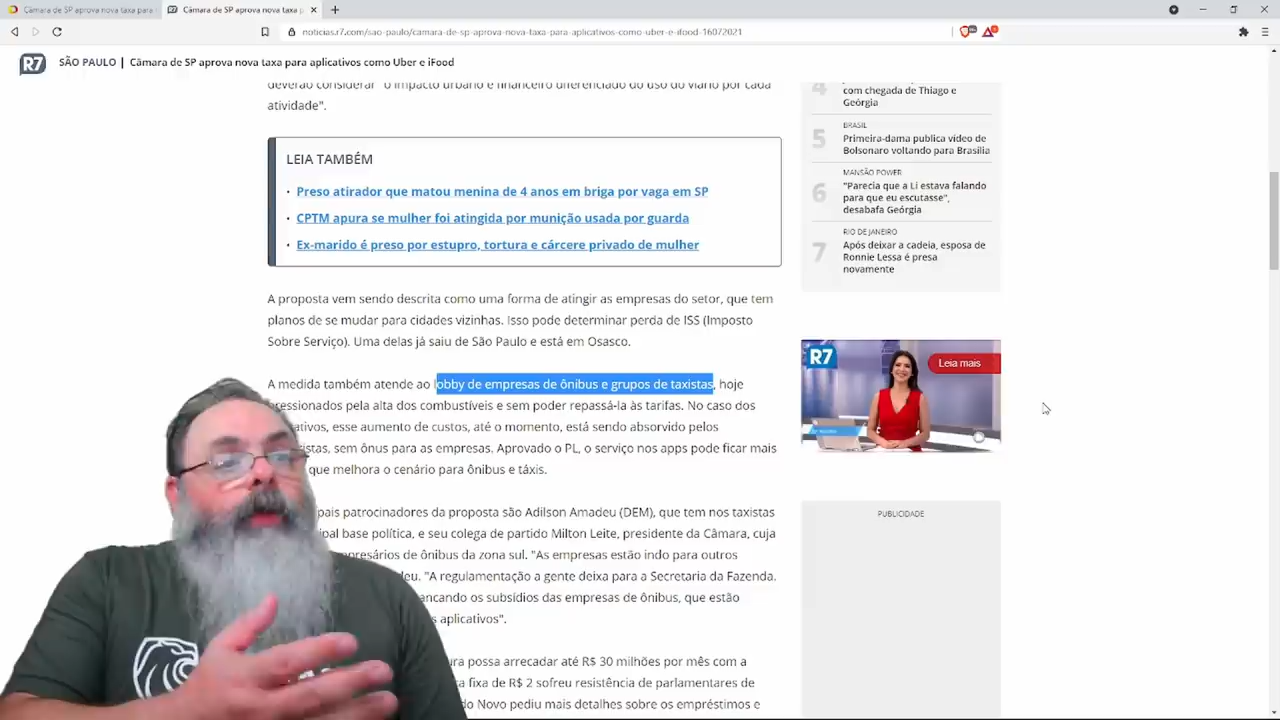 Câmara de SP aprova nova taxa para
Câmara de SP aprova nova taxa p
noticias.r7.com/sao-paulo/camara-de-sp-aprova-nova-taxa-para-aplicativos-como-uber-e-ifood-16072021
R7
SÃO PAULO | Câmara de SP aprova nova taxa para aplicativos como Uber e iFood
deverão considerar "o impacto urbano e financeiro diferenciado do uso do viário por cada
atividade".
LEIA TAMBÉM
· Preso atirador que matou menina de 4 anos em briga por vaga em SP
· CPTM apura se mulher foi atingida por munição usada por guarda
· Ex-marido é preso por estupro, tortura e cárcere privado de mulher
A proposta vem sendo descrita como uma forma de atingir as empresas do setor, que tem
planos de se mudar para cidades vizinhas. Isso pode determinar perda de ISS (Imposto
Sobre Serviço). Uma delas já saiu de São Paulo e está em Osasco.
A medida também atende ao lobby de empresas de ônibus e grupos de taxistas, hoje
ressionados pela alta dos combustíveis e sem poder repassá-la às tarifas. No caso dos
ativos, esse aumento de custos, até o momento, está sendo absorvido pelos
istas, sem ônus para as empresas. Aprovado o PL, o serviço nos apps pode ficar mais
que melhora o cenário para ônibus e táxis.
pais patrocinadores da proposta são Adilson Amadeu (DEM), que tem nos taxistas
ipal base política, e seu colega de partido Milton Leite, presidente da Câmara, cuja
presários de ônibus da zona sul. "As empresas estão indo para outros
deu. "A regulamentação a gente deixa para a Secretaria da Fazenda.
ancando os subsídios das empresas de ônibus, que estão
s aplicativos".
ura possa arrecadar até R$ 30 milhões por mês com a
a fixa de R$ 2 sofreu resistência de parlamentares de
do Novo pediu mais detalhes sobre os empréstimos e
4
com chegada de Thiago e
Geórgia
5
BRASIL
Primeira-dama publica vídeo de
Bolsonaro voltando para Brasília
6
MANSÃO POWER
"Parecia que a Li estava falando
para que eu escutasse",
desabafa Geórgia
7
RIO DE JANEIRO
Após deixar a cadeia, esposa de
Ronnie Lessa é presa
novamente
R7
Leia mais
PUBLICIDADE